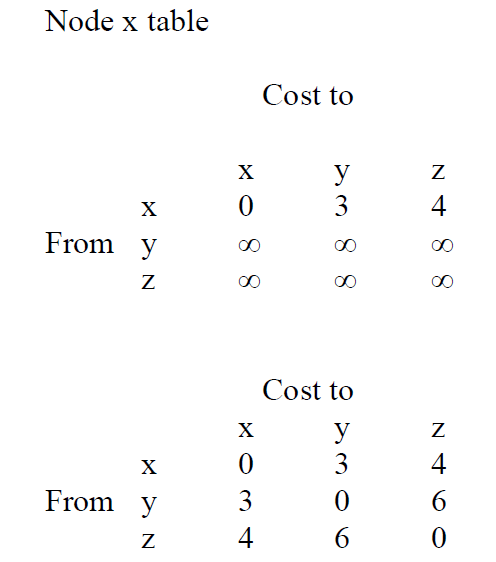 Node x table
Cost to
x y z
x 0 3 4
From y ∞ ∞ ∞
z ∞ ∞ ∞
Cost to
x y z
x 0 3 4
From y 3 0 6
z 4 6 0